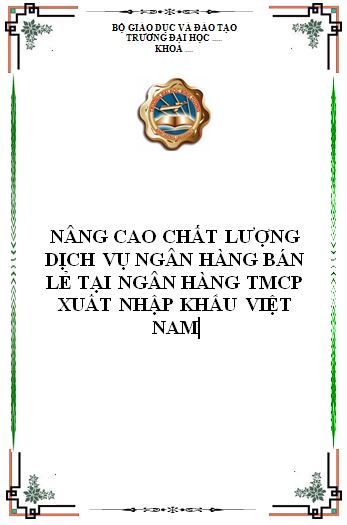 BỘ GIÁO DỤC VÀ ĐÀO TẠO
TRƯỜNG ĐẠI HỌC .....
KHOA ....
NÂNG CAO CHẤT LƯỢNG
DỊCH VỤ NGÂN HÀNG BÁN
LẺ TẠI NGÂN HÀNG TMCP
XUẤT NHẬP KHẨU VIỆT
NAM